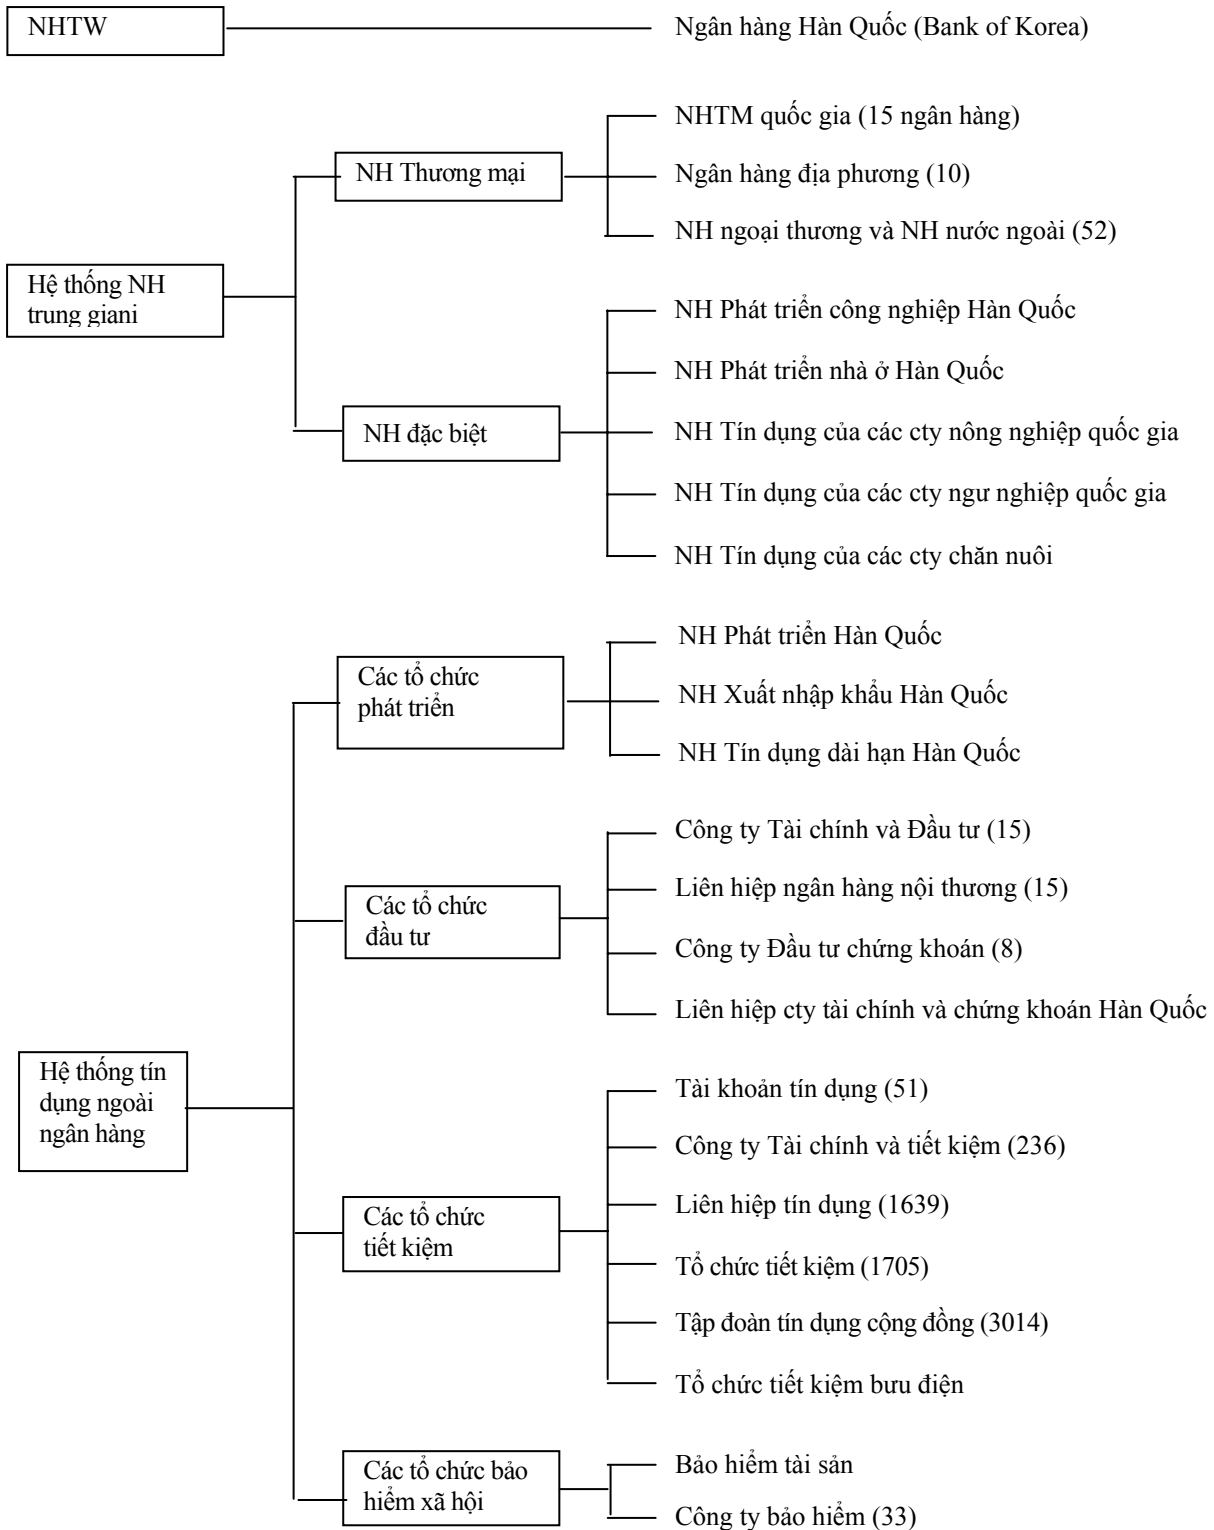 NHTW
Ngân hàng Hàn Quốc (Bank of Korea)
NHTM quốc gia (15 ngân hàng)
NH Thương mại
Ngân hàng địa phương (10)
NH ngoại thương và NH nước ngoài (52)
Hệ thống NH
trung giani
NH Phát triển công nghiệp Hàn Quốc
NH Phát triển nhà ở Hàn Quốc
NH đặc biệt
NH Tín dụng của các cty nông nghiệp quốc gia
NH Tín dụng của các cty ngư nghiệp quốc gia
NH Tín dụng của các cty chăn nuôi
NH Phát triển Hàn Quốc
Các tổ chức
phát triển
NH Xuất nhập khẩu Hàn Quốc
NH Tín dụng dài hạn Hàn Quốc
Công ty Tài chính và Đầu tư (15)
Liên hiệp ngân hàng nội thương (15)
Các tổ chức
đầu tư
Công ty Đầu tư chứng khoán (8)
Liên hiệp cty tài chính và chứng khoán Hàn Quốc
Hệ thống tín
dụng ngoài
ngân hàng
Tài khoản tín dụng (51)
Công ty Tài chính và tiết kiệm (236)
Liên hiệp tín dụng (1639)
Các tổ chức
tiết kiệm
Tổ chức tiết kiệm (1705)
Tập đoàn tín dụng cộng đồng (3014)
Tổ chức tiết kiệm bưu điện
Các tổ chức bảo
hiểm xã hội
Bảo hiểm tài sản
Công ty bảo hiểm (33)